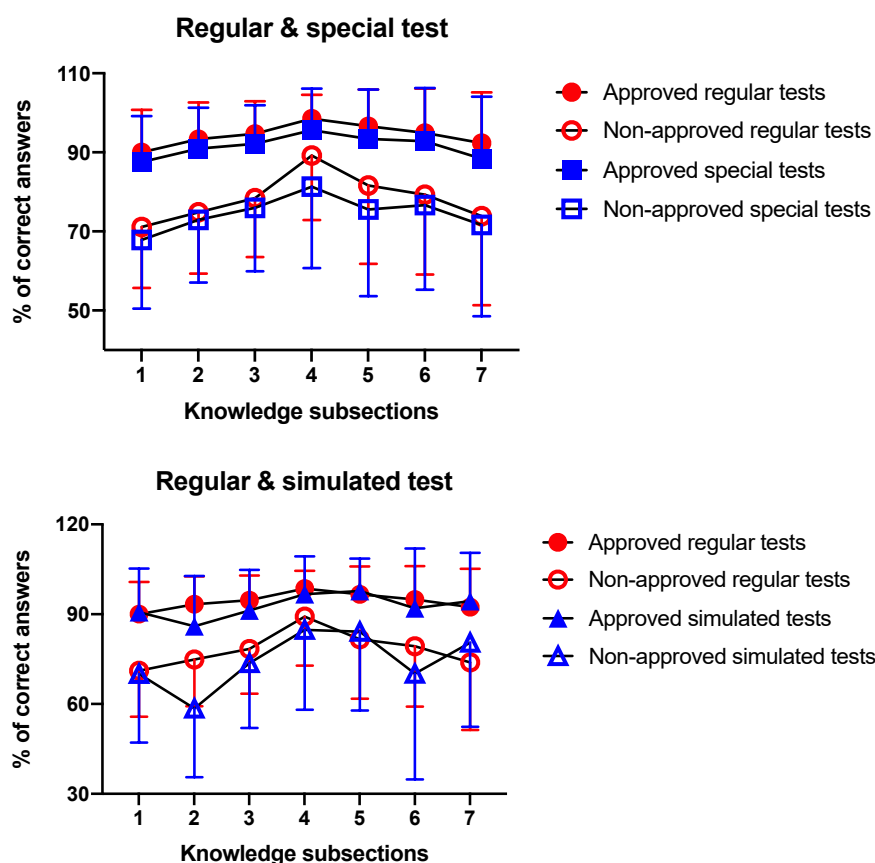 Regular & special test
110
90
70
50
% of correct answers
1 2 3 4 5 6 7
Knowledge subsections
Approved regular tests
Non-approved regular tests
Approved special tests
Non-approved special tests
Regular & simulated test
120
90
60
30
% of correct answers
1 2 3 4 5 6 7
Knowledge subsections
Approved regular tests
Non-approved regular tests
Approved simulated tests
Non-approved simulated tests